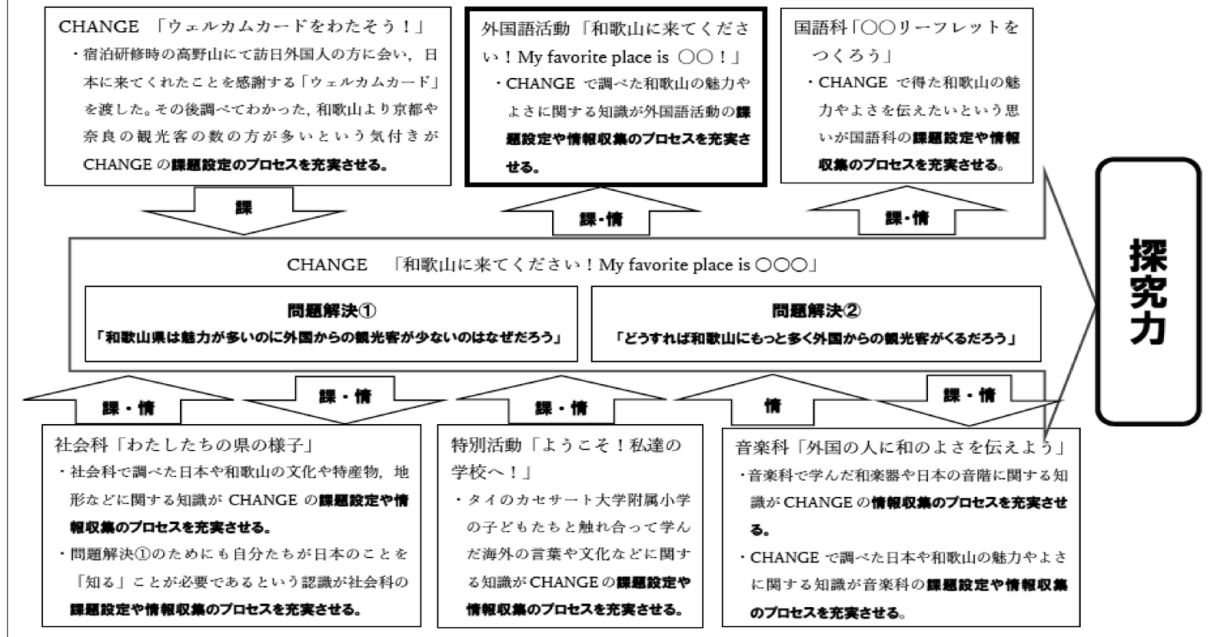 CHANGE 「ウェルカムカードをわたそう！」
・宿泊研修時の高野山にて訪日外国人の方に会い，日
本に来てくれたことを感謝する「ウェルカムカード」
を渡した。その後調べてわかった，和歌山より京都や
奈良の観光客の数の方が多いという気付きが
CHANGEの課題設定のプロセスを充実させる。
外国語活動「和歌山に来てくださ
い！My favorite place is ○○！」
・CHANGE で調べた和歌山の魅力や
よさに関する知識が外国語活動の課
題設定や情報収集のプロセスを充実さ
せる。
国語科「○○リーフレットを
つくろう」
・CHANGE で得た和歌山の魅
力やよさを伝えたいという思
いが国語科の課題設定や情報
収集のプロセスを充実させる。
課
課・情
課・情
CHANGE 「和歌山に来てください！My favorite place is ○○○」
問題解決①
「和歌山県は魅力が多いのに外国からの観光客が少ないのはなぜだろう」
問題解決②
「どうすれば和歌山にもっと多く外国からの観光客がくるだろう」
探究力
課・情
課・情
課・情
情
課・情
社会科「わたしたちの県の様子」
・社会科で調べた日本や和歌山の文化や特産物，地
形などに関する知識が CHANGE の課題設定や情
報収集のプロセスを充実させる。
・問題解決①のためにも自分たちが日本のことを
「知る」ことが必要であるという認識が社会科の
課題設定や情報収集のプロセスを充実させる。
特別活動「ようこそ！私達の
学校へ！」
・タイのカセサート大学附属小学
の子どもたちと触れ合って学ん
だ海外の言葉や文化などに関す
る知識がCHANGEの課題設定や
情報収集のプロセスを充実させる。
音楽科「外国の人に和のよさを伝えよう」
・音楽科で学んだ和楽器や日本の音階に関する知
識がCHANGEの情報収集のプロセスを充実させ
る。
・CHANGE で調べた日本や和歌山の魅力やよさ
に関する知識が音楽科の課題設定や情報収集
のプロセスを充実させる。